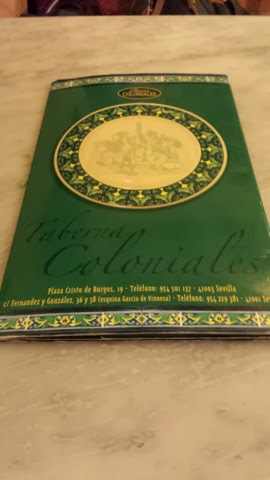 COLONIALES
Taberna
Coloniales
Plaza Cristo de Burgos, 19 - Teléfono: 954 501 137 - 41003 Sevilla
c/ Fernandez y González, 36 y 38 (esquina García de Vinuesa) - Teléfono: 954 229 381 - 41001 Se